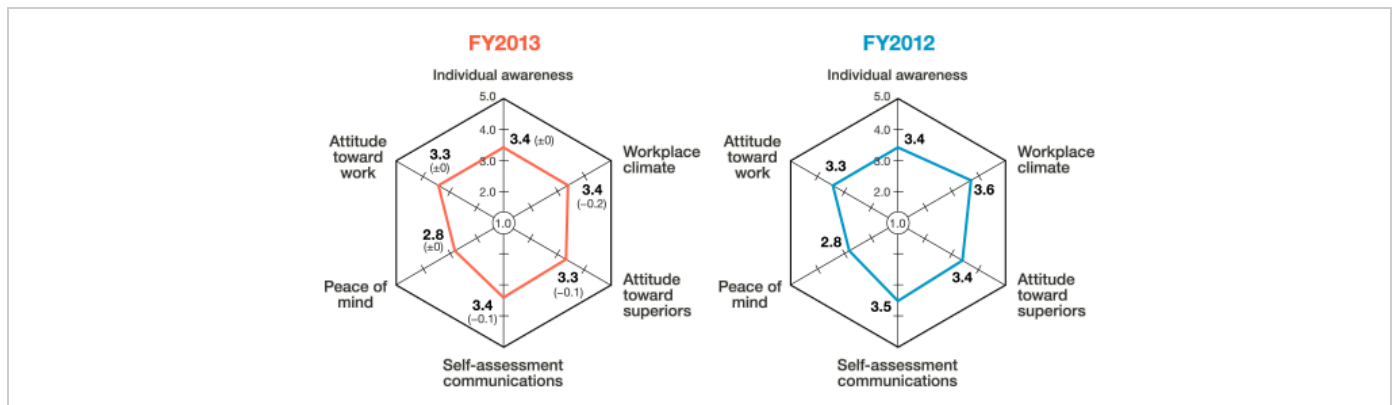 FY2013
Individual awareness
5.0
4.0
3.4 (±0)
Attitude
toward
work
3.3
(±0)
3.0
Workplace
climate
3.4
(−0.2)
2.0
1.0
2.8
(±0)
Peace of
mind
3.3
(−0.1)
Attitude
toward
superiors
3.4
(−0.1)
Self-assessment
communications
FY2012
Individual awareness
5.0
4.0
3.4
Attitude
toward
work
3.3
3.0
Workplace
climate
3.6
2.0
1.0
2.8
Peace of
mind
3.4
Attitude
toward
superiors
3.5
Self-assessment
communications